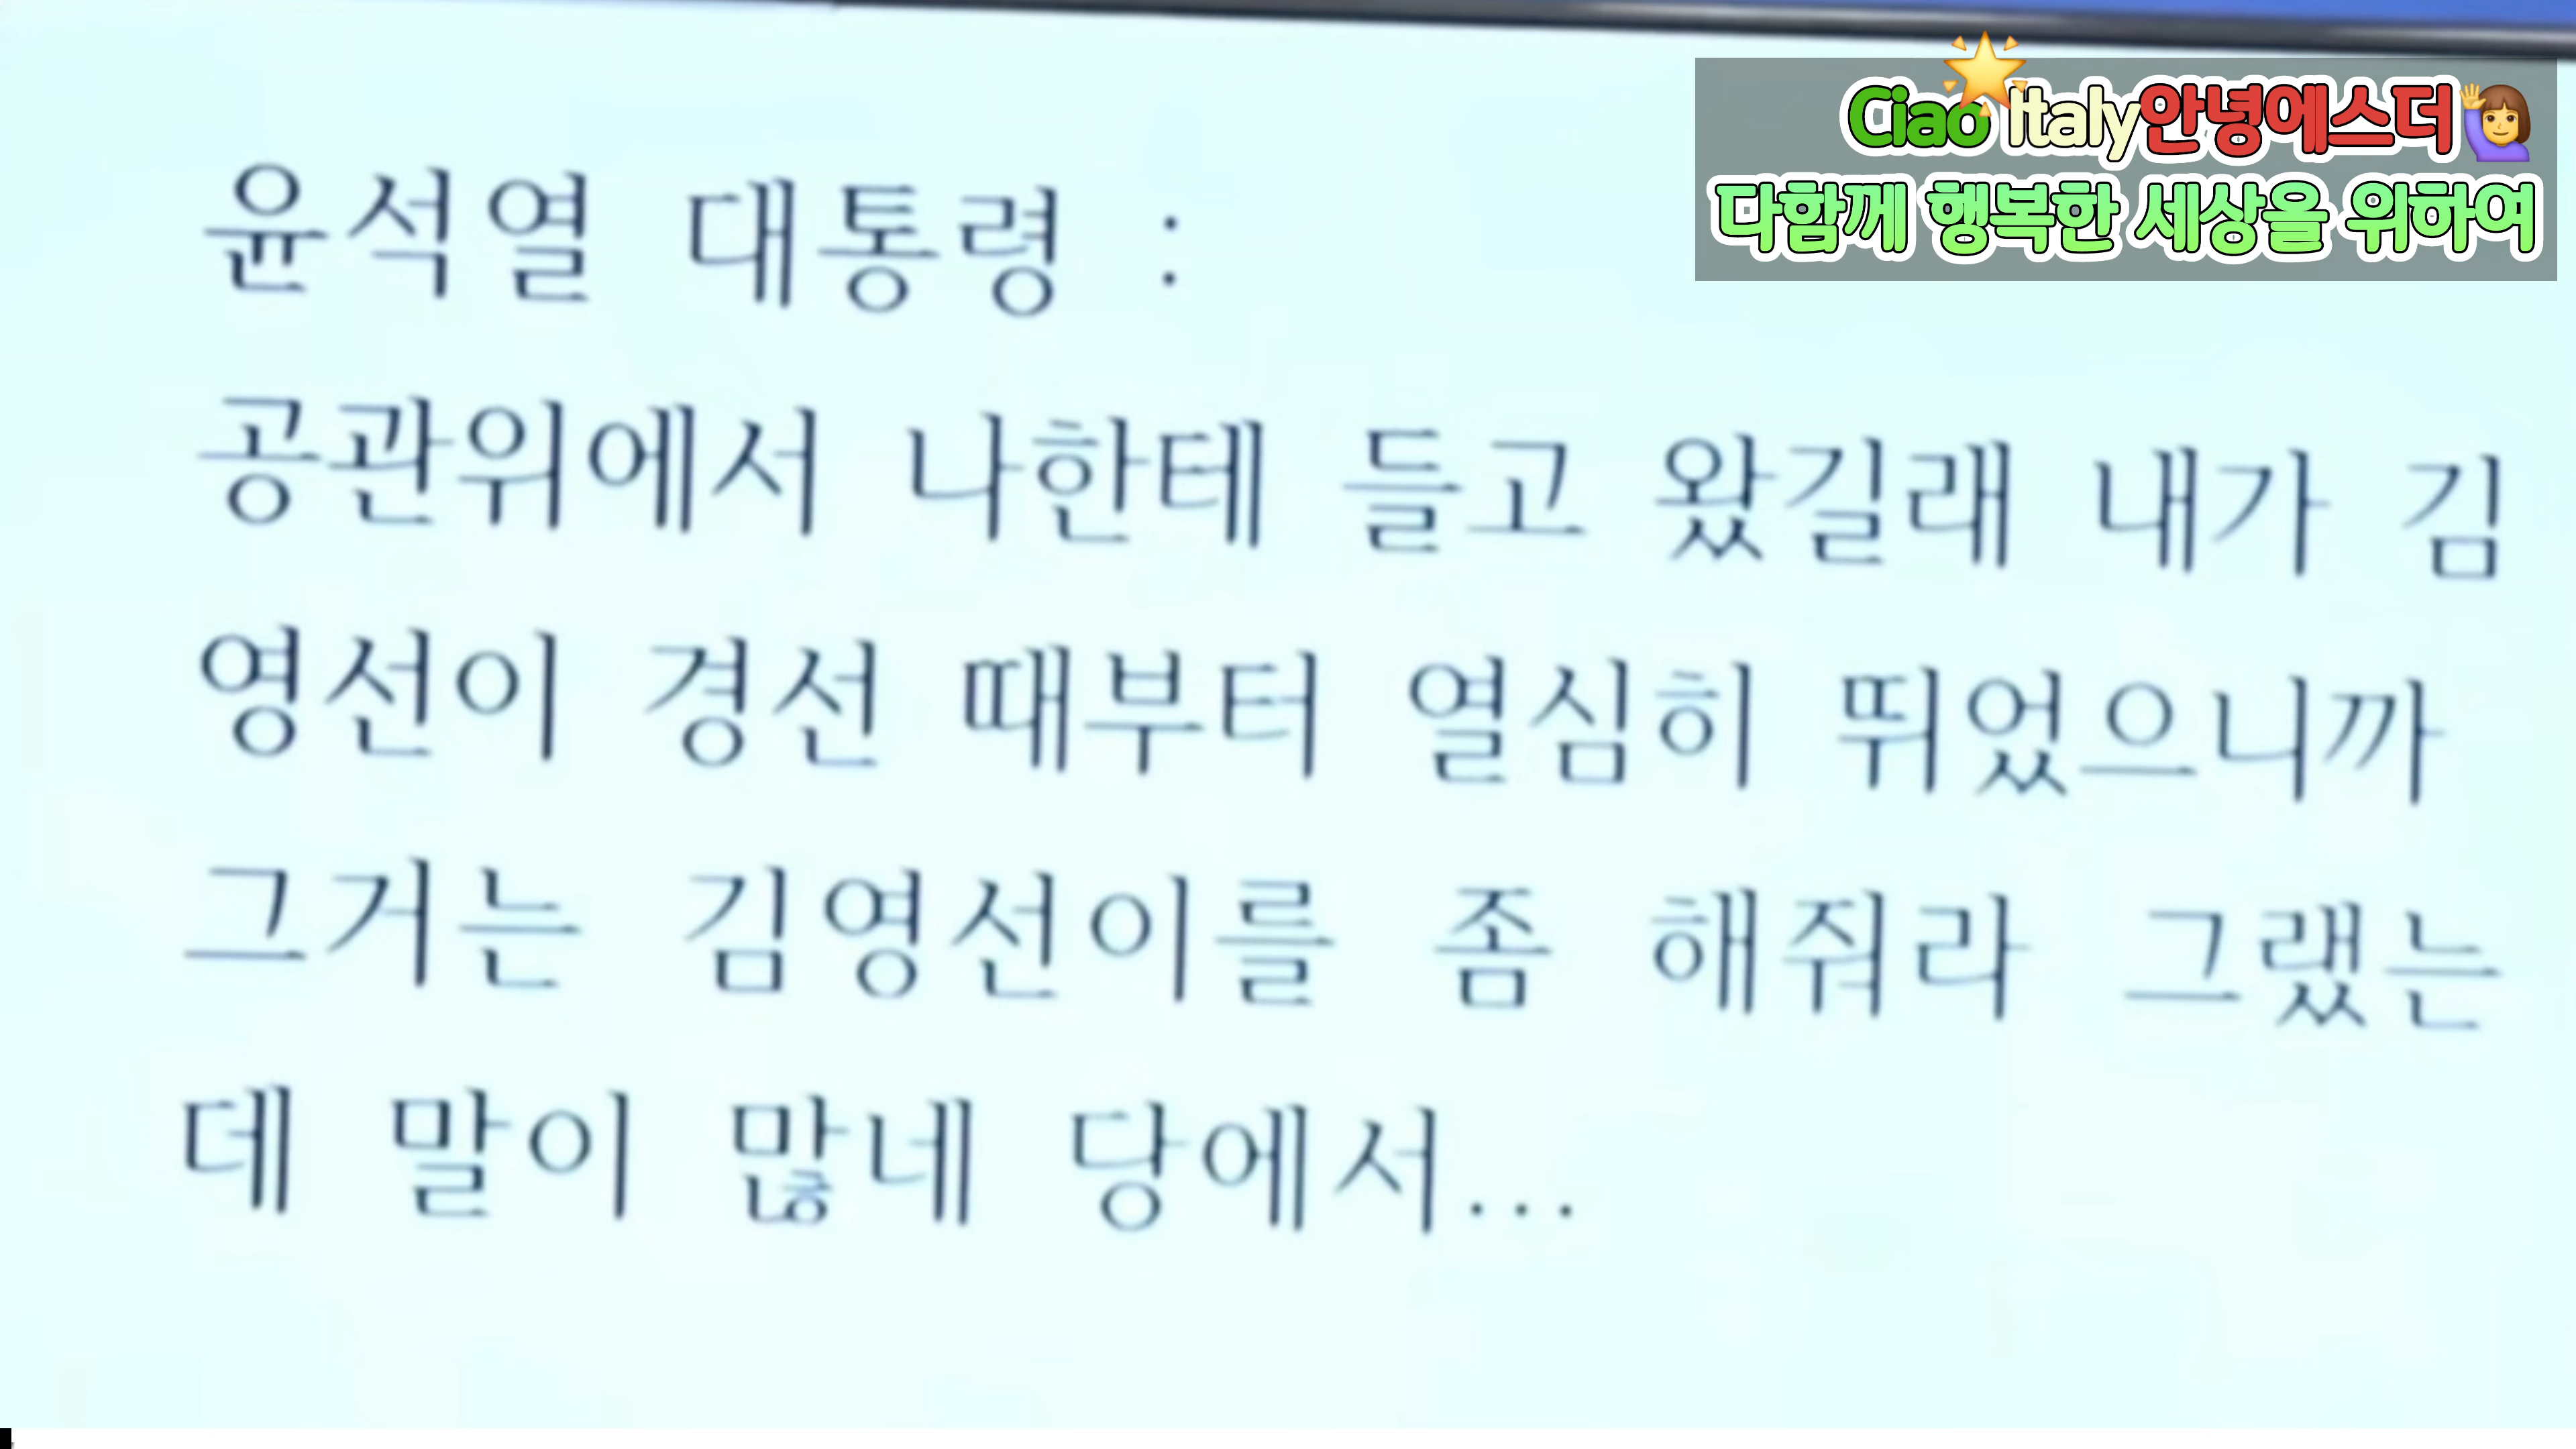 Ciao Italy안녕에스더
다함께 행복한 세상을 위하여
윤석열 대통령 :
공관위에서 나한테 들고 왔길래 내가 김
영선이 경선 때부터 열심히 뛰었으니까
그거는 김영선이를 좀 해줘라 그랬는
데 말이 많네 당에서...